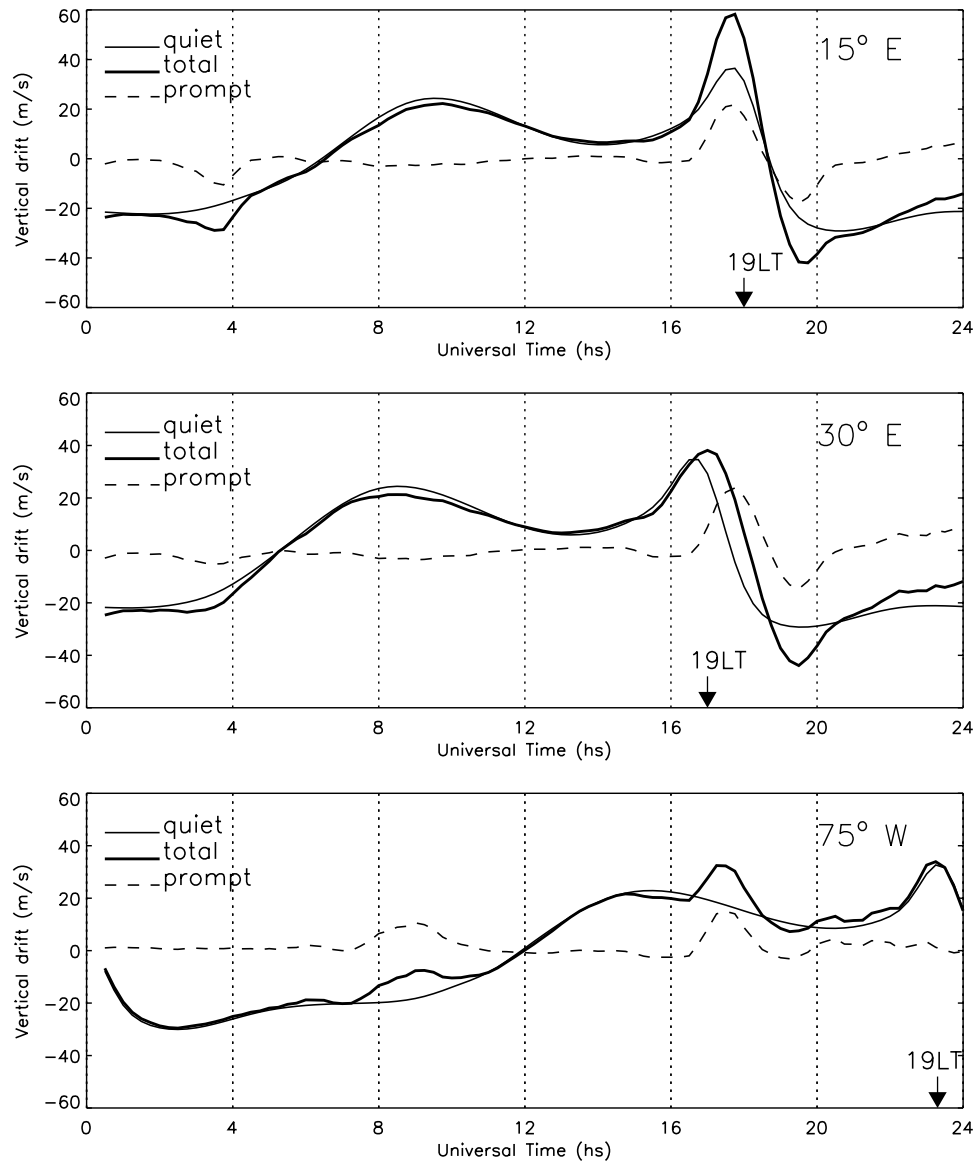 60
40
20
0
−20
−40
−60
Vertical drift (m/s)
quiet
total
prompt
15° E
19LT
0 4 8 12 16 20 24
Universal Time (hs)
60
40
20
0
−20
−40
−60
Vertical drift (m/s)
quiet
total
prompt
30° E
19LT
0 4 8 12 16 20 24
Universal Time (hs)
60
40
20
0
−20
−40
−60
Vertical drift (m/s)
quiet
total
prompt
75° W
19LT
0 4 8 12 16 20 24
Universal Time (hs)